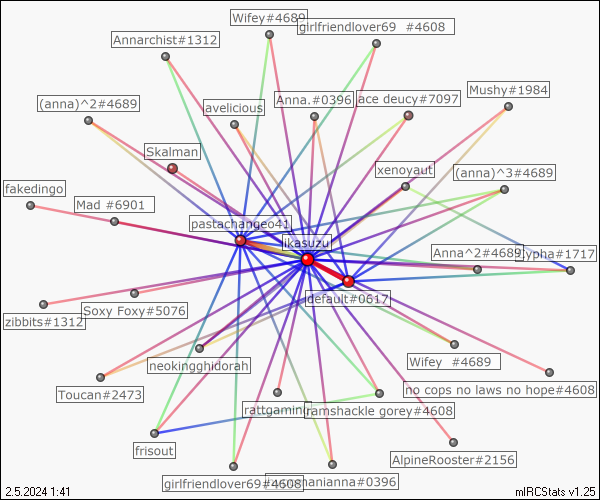 Wifey#4689
girlfriendlover69 #4608
Annarchist#1312
Mushy#1984
(anna)^2#4689
avelicious
Anna.#0396
ace deucy#7097
Skalman
xenoyaut
(anna)^3#4689
fakedingo
Mad #6901
pastachangeo41
ikasuzu
Anna^2#4689
#1717
default#0617
zibbits#1312
Soxy Foxy#5076
neokingghidorah
Wifey #4689
Toucan#2473
rattgaming
ramshackle gorey#4608
no cops no laws no hope#4608
frisout
AlpineRooster#2156
girlfriendlover69#4608
#0396
2.5.2024 1:41
mIRCStats v1.25